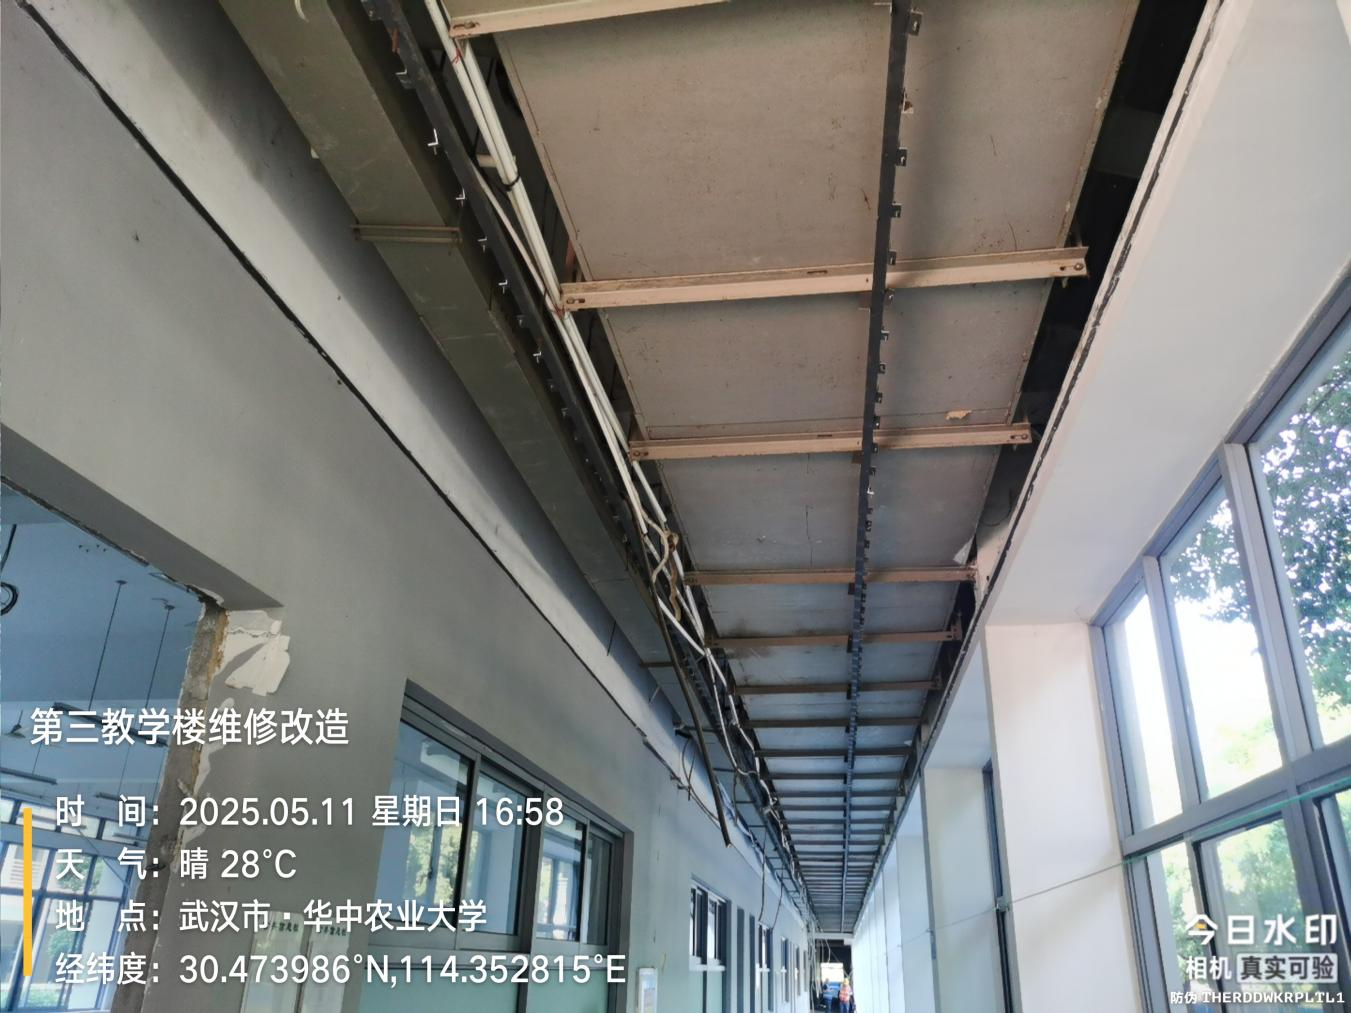 第三教学楼维修改造
时 间：2025.05.11 星期日 16:58
天 气：晴 28°C
地 点：武汉市·华中农业大学
经纬度：30.473986°N,114.352815°E
今日水印
相机 真实可验
防伪 THERDDWKRPLTL1